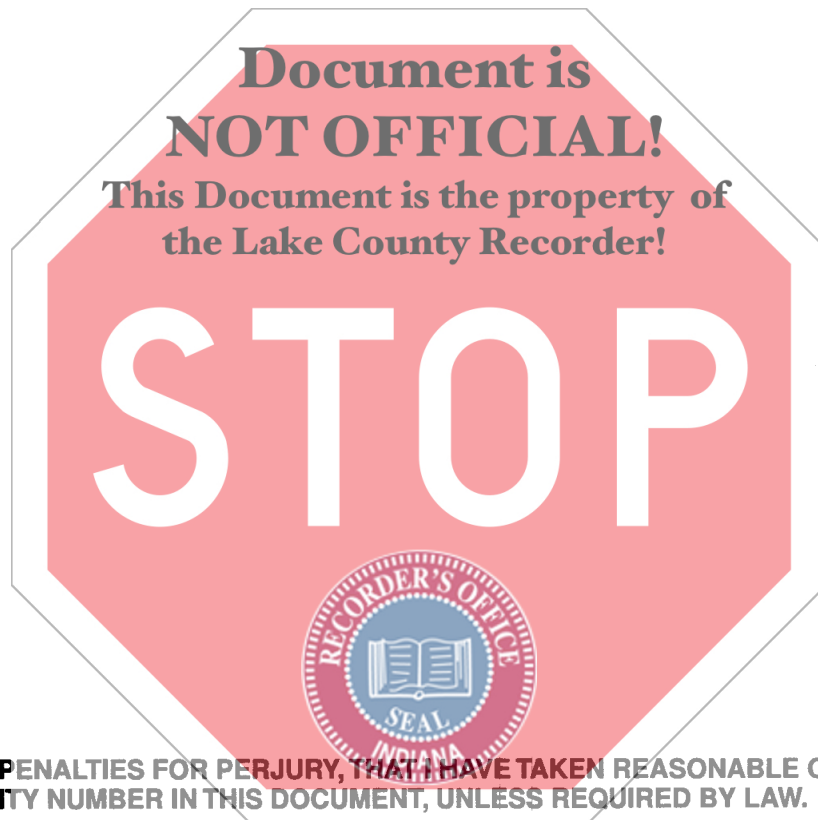 Document is
NOT OFFICIAL!
This Document is the property of
the Lake County Recorder!
STOP
RECORDER'S OFFICE
SEAL
INDIANA
PENALTIES FOR PERJURY, THAT I HAVE TAKEN REASONABLE
TY NUMBER IN THIS DOCUMENT, UNLESS REQUIRED BY LAW.